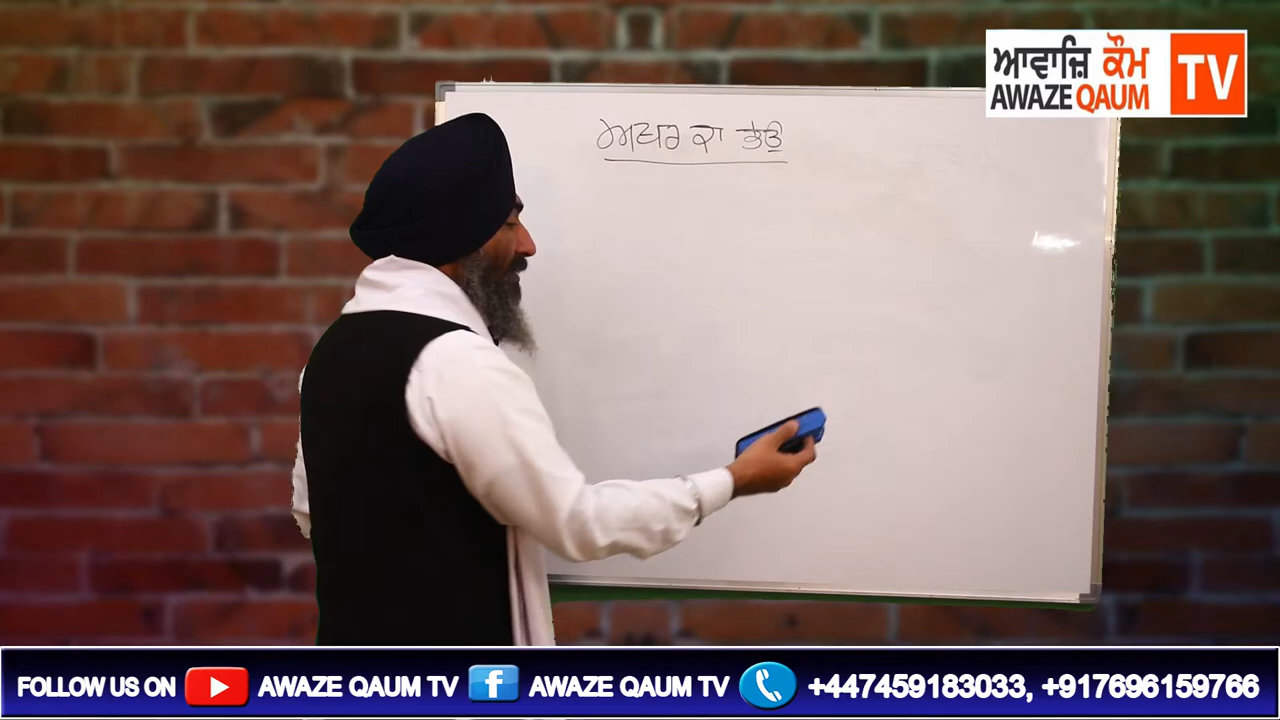 ਆਵਾਜ਼ਿ ਕੌਮ
AWAZE QAUM
TV
ਅਖਰ ਕਾ ਭੇਉ
FOLLOW US ON AWAZE QAUM TV AWAZE QAUM TV +447459183033, +917696159766